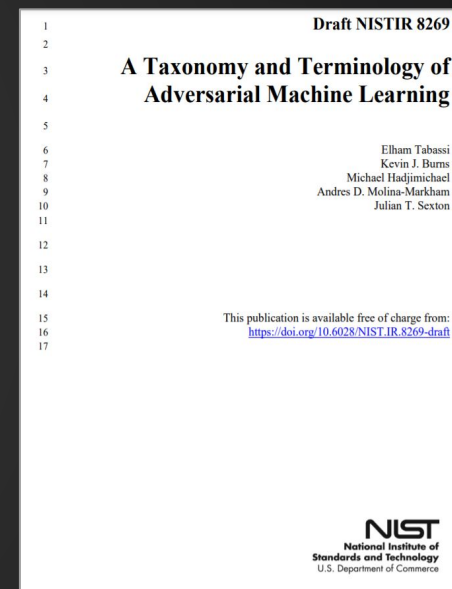 1 Draft NISTIR 8269
2
3 A Taxonomy and Terminology of
4 Adversarial Machine Learning
5
6 Elham Tabassi
7 Kevin J. Burns
8 Michael Hadjimichael
9 Andres D. Molina-Markham
10 Julian T. Sexton
11
12
13
14
15 This publication is available free of charge from:
16 https://doi.org/10.6028/NIST.IR.8269-draft
17
NIST
National Institute of
Standards and Technology
U.S. Department of Commerce